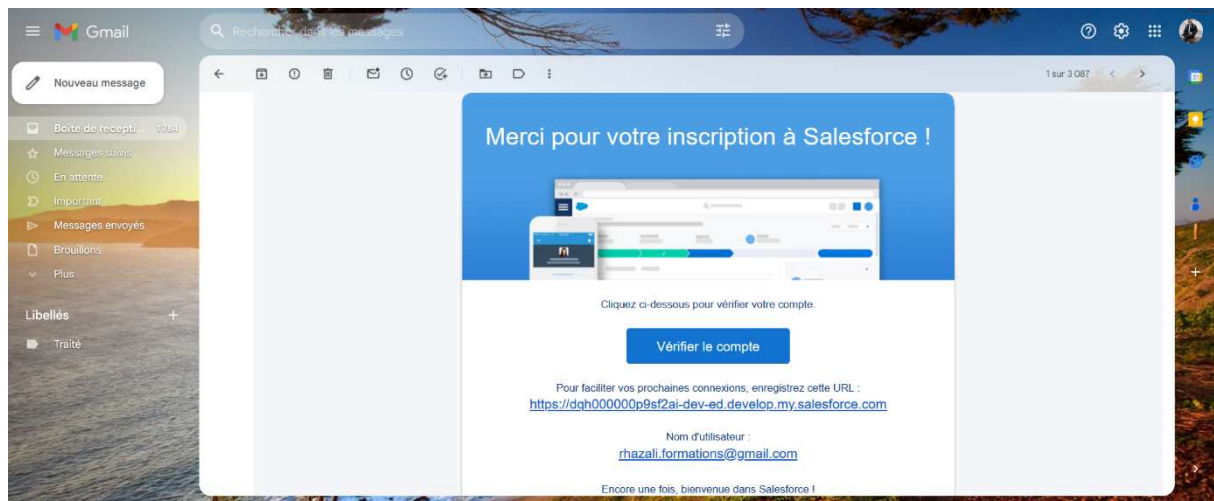 Gmail
Rechercher dans les messages
Nouveau message
1 sur 3 087
Boîte de récepti... 1784
Messages suivis
En attente
Important
Messages envoyés
Brouillons
Plus
Libellés
Traité
Merci pour votre inscription à Salesforce !
Cliquez ci-dessous pour vérifier votre compte.
Vérifier le compte
Pour faciliter vos prochaines connexions, enregistrez cette URL :
https://dqh000000p9sf2ai-dev-ed.develop.my.salesforce.com
Nom d'utilisateur :
rhazali.formations@gmail.com
Encore une fois, bienvenue dans Salesforce !